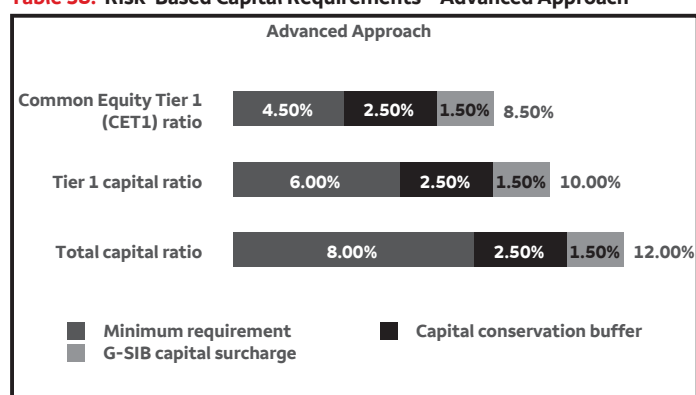 Table 38: Risk-Based Capital Requirements – Advanced Approach
Advanced Approach
Common Equity Tier 1
(CET1) ratio
4.50% 2.50% 1.50% 8.50%
Tier 1 capital ratio 6.00% 2.50% 1.50% 10.00%
Total capital ratio 8.00% 2.50% 1.50% 12.00%
Minimum requirement Capital conservation buffer
G-SIB capital surcharge